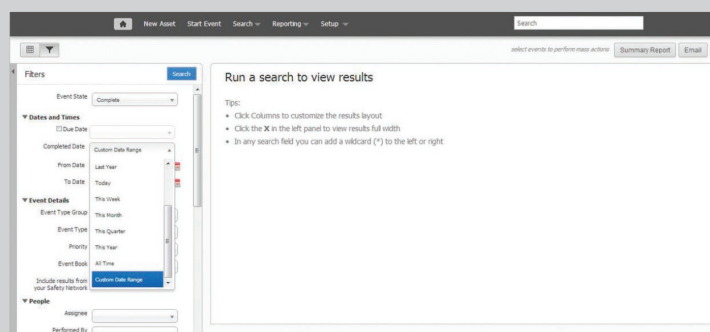 New Asset Start Event Search Reporting Setup Search
select events to perform mass actions Summary Report Email
Filters Search
Run a search to view results
Event State Complete
Tips:
• Click Columns to customize the results layout
• Click the X in the left panel to view results full width
• In any search field you can add a wildcard (*) to the left or right
Dates and Times
Due Date
Completed Date Custom Date Range
From Date Last Year
To Date Today
This Week
Event Details
Event Type Group This Month
Event Type This Quarter
Priority This Year
Event Book All Time
Include results from your Safety Network Custom Date Range
People
Assignee
Performed By